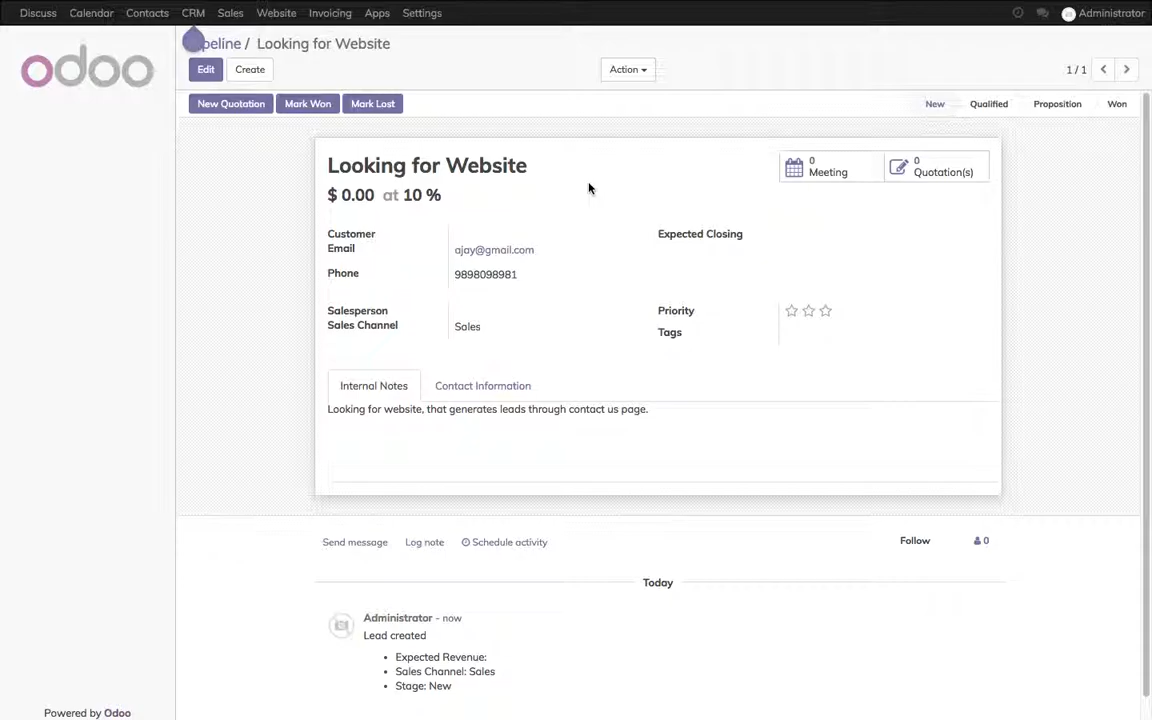 Discuss Calendar Contacts CRM Sales Website Invoicing Apps Settings Administrator
odoo
peline / Looking for Website
Edit Create Action 1 / 1
New Quotation Mark Won Mark Lost New Qualified Proposition Won
Looking for Website
0 Meeting
0 Quotation(s)
$ 0.00 at 10 %
Customer
Expected Closing
Email ajay@gmail.com
Phone 9898098981
Salesperson
Priority
Sales Channel Sales
Tags
Internal Notes Contact Information
Looking for website, that generates leads through contact us page.
Send message Log note Schedule activity Follow 0
Today
Administrator - now
Lead created
• Expected Revenue:
• Sales Channel: Sales
• Stage: New
Powered by Odoo